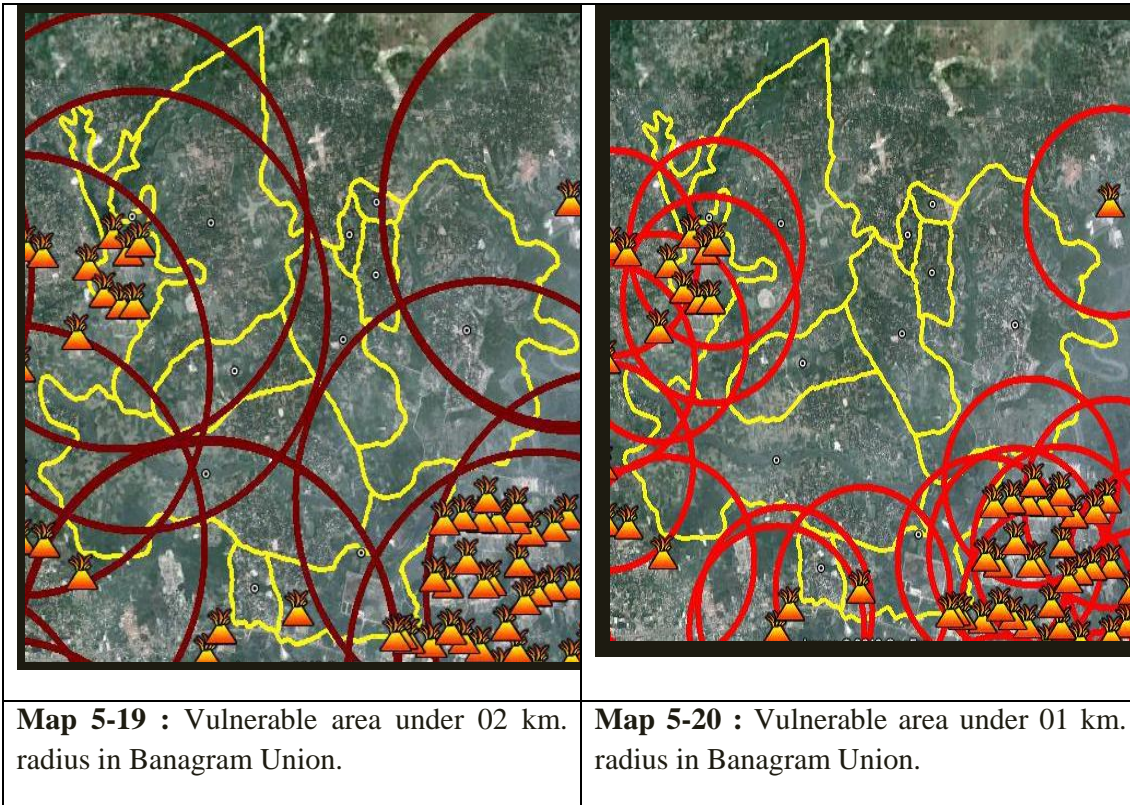 Map 5-19 : Vulnerable area under 02 km.
radius in Banagram Union.
Map 5-20 : Vulnerable area under 01 km.
radius in Banagram Union.